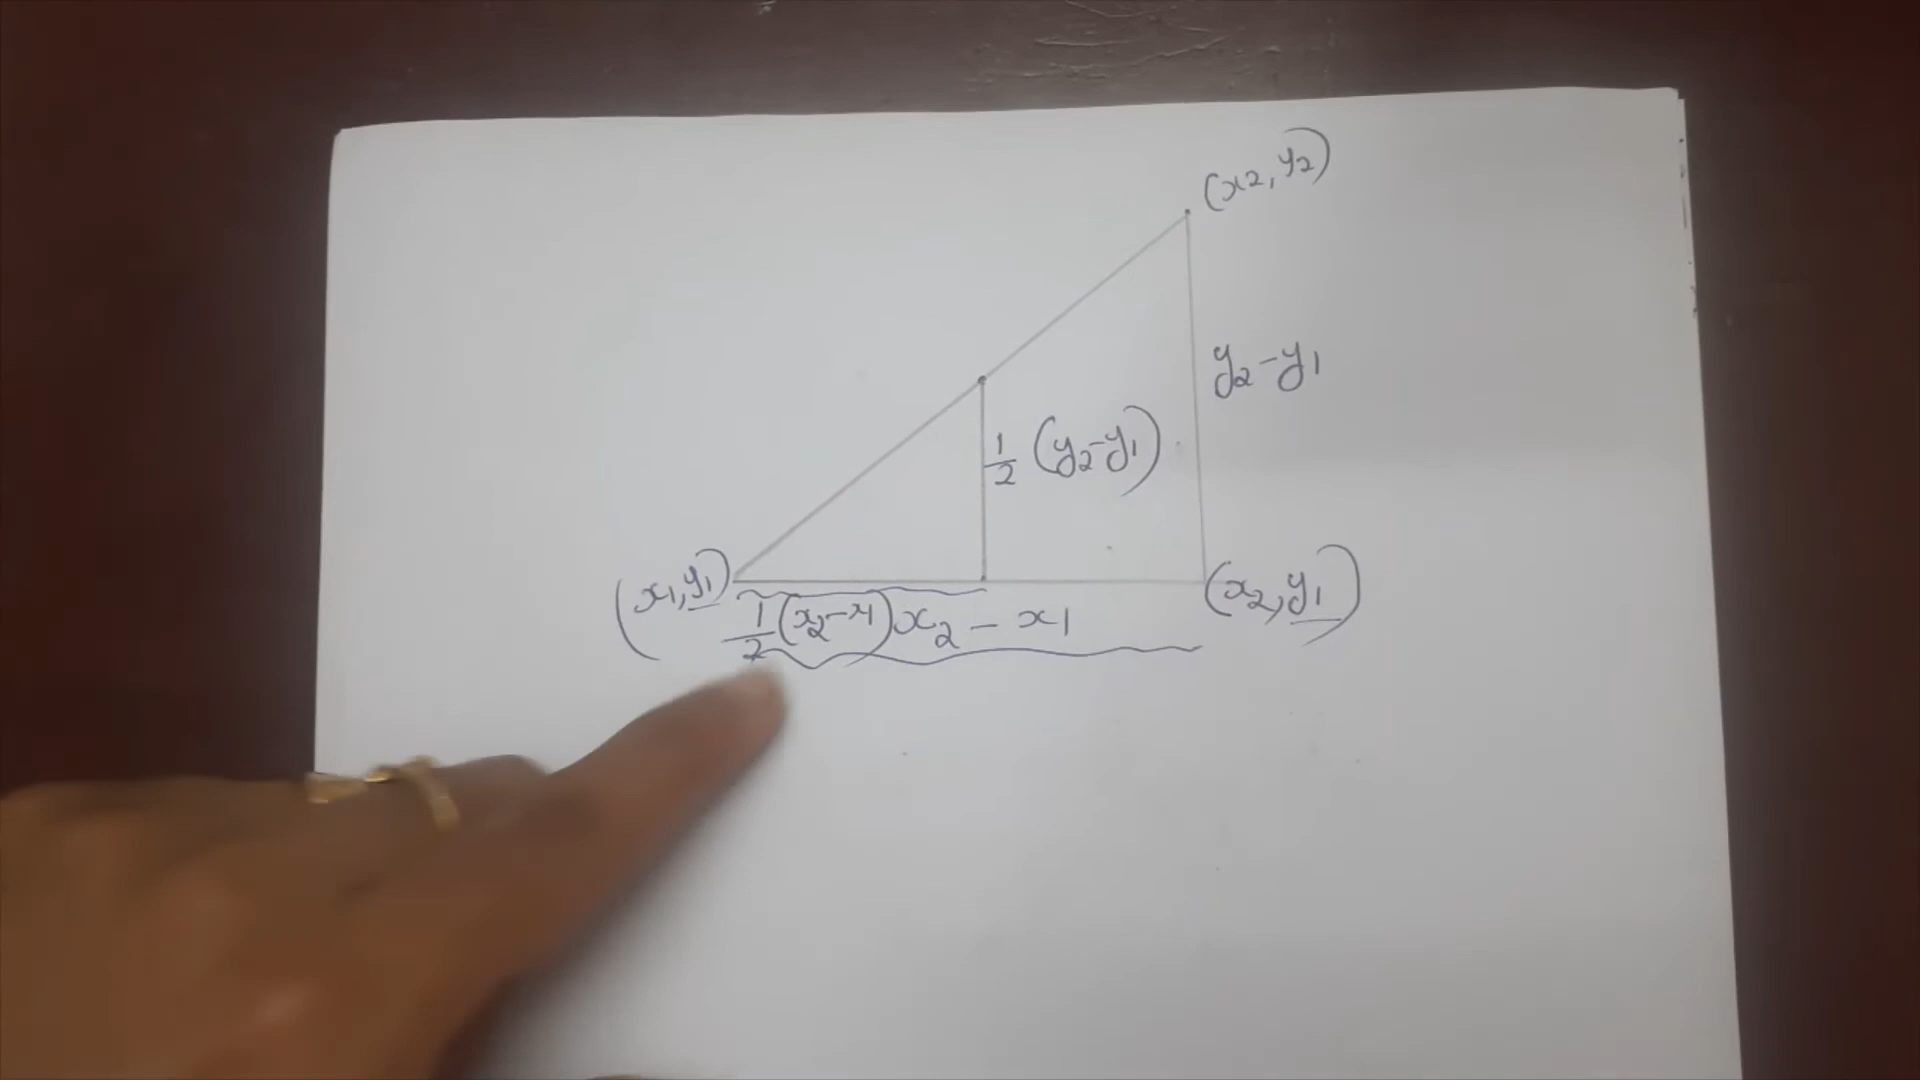 (x2, y2)
y2-y1
1/2 (y2-y1)
(x1, y1)
(x2, y1)
1/2 (x2-x1) x2 - x1